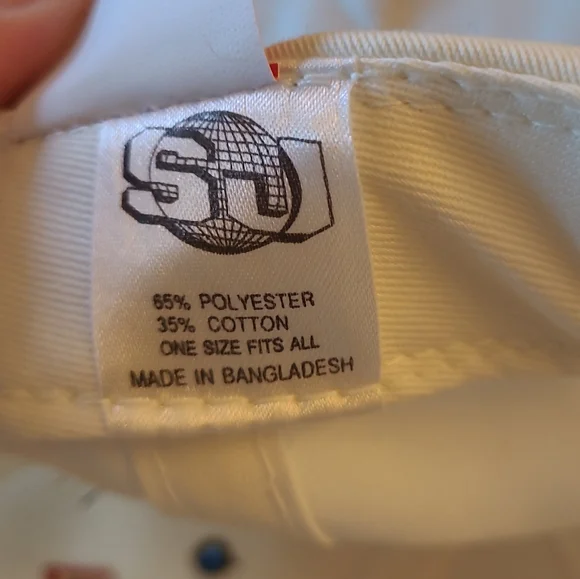 SJ
65% POLYESTER
35% COTTON
ONE SIZE FITS ALL
MADE IN BANGLADESH